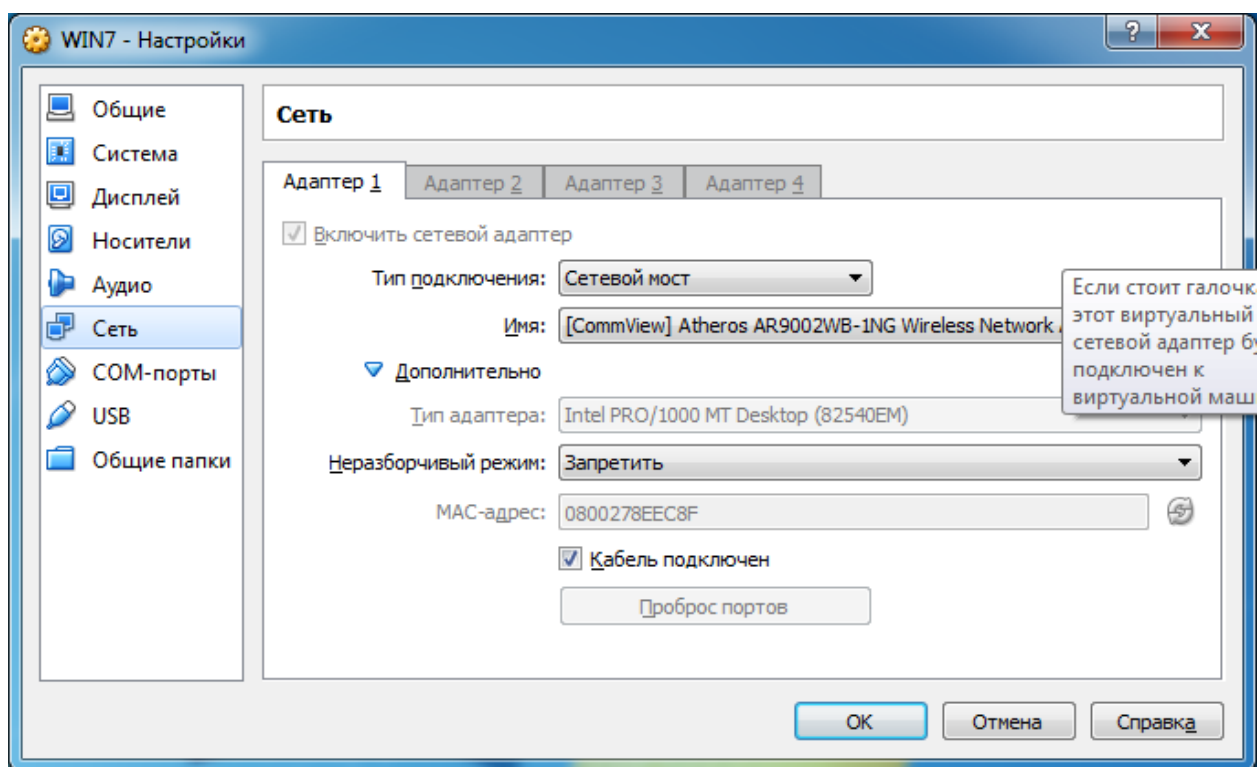 WIN7 - Настройки
Общие
Система
Дисплей
Носители
Аудио
Сеть
COM-порты
USB
Общие папки
Сеть
Адаптер 1
Адаптер 2
Адаптер 3
Адаптер 4
Включить сетевой адаптер
Тип подключения: Сетевой мост
Имя: [CommView] Atheros AR9002WB-1NG Wireless Network
Дополнительно
Тип адаптера: Intel PRO/1000 MT Desktop (82540EM)
Неразборчивый режим: Запретить
MAC-адрес: 0800278EEC8F
Кабель подключен
Проброс портов
Если стоит галочка
этот виртуальный
сетевой адаптер
подключен к
виртуальной
OK
Отмена
Справка